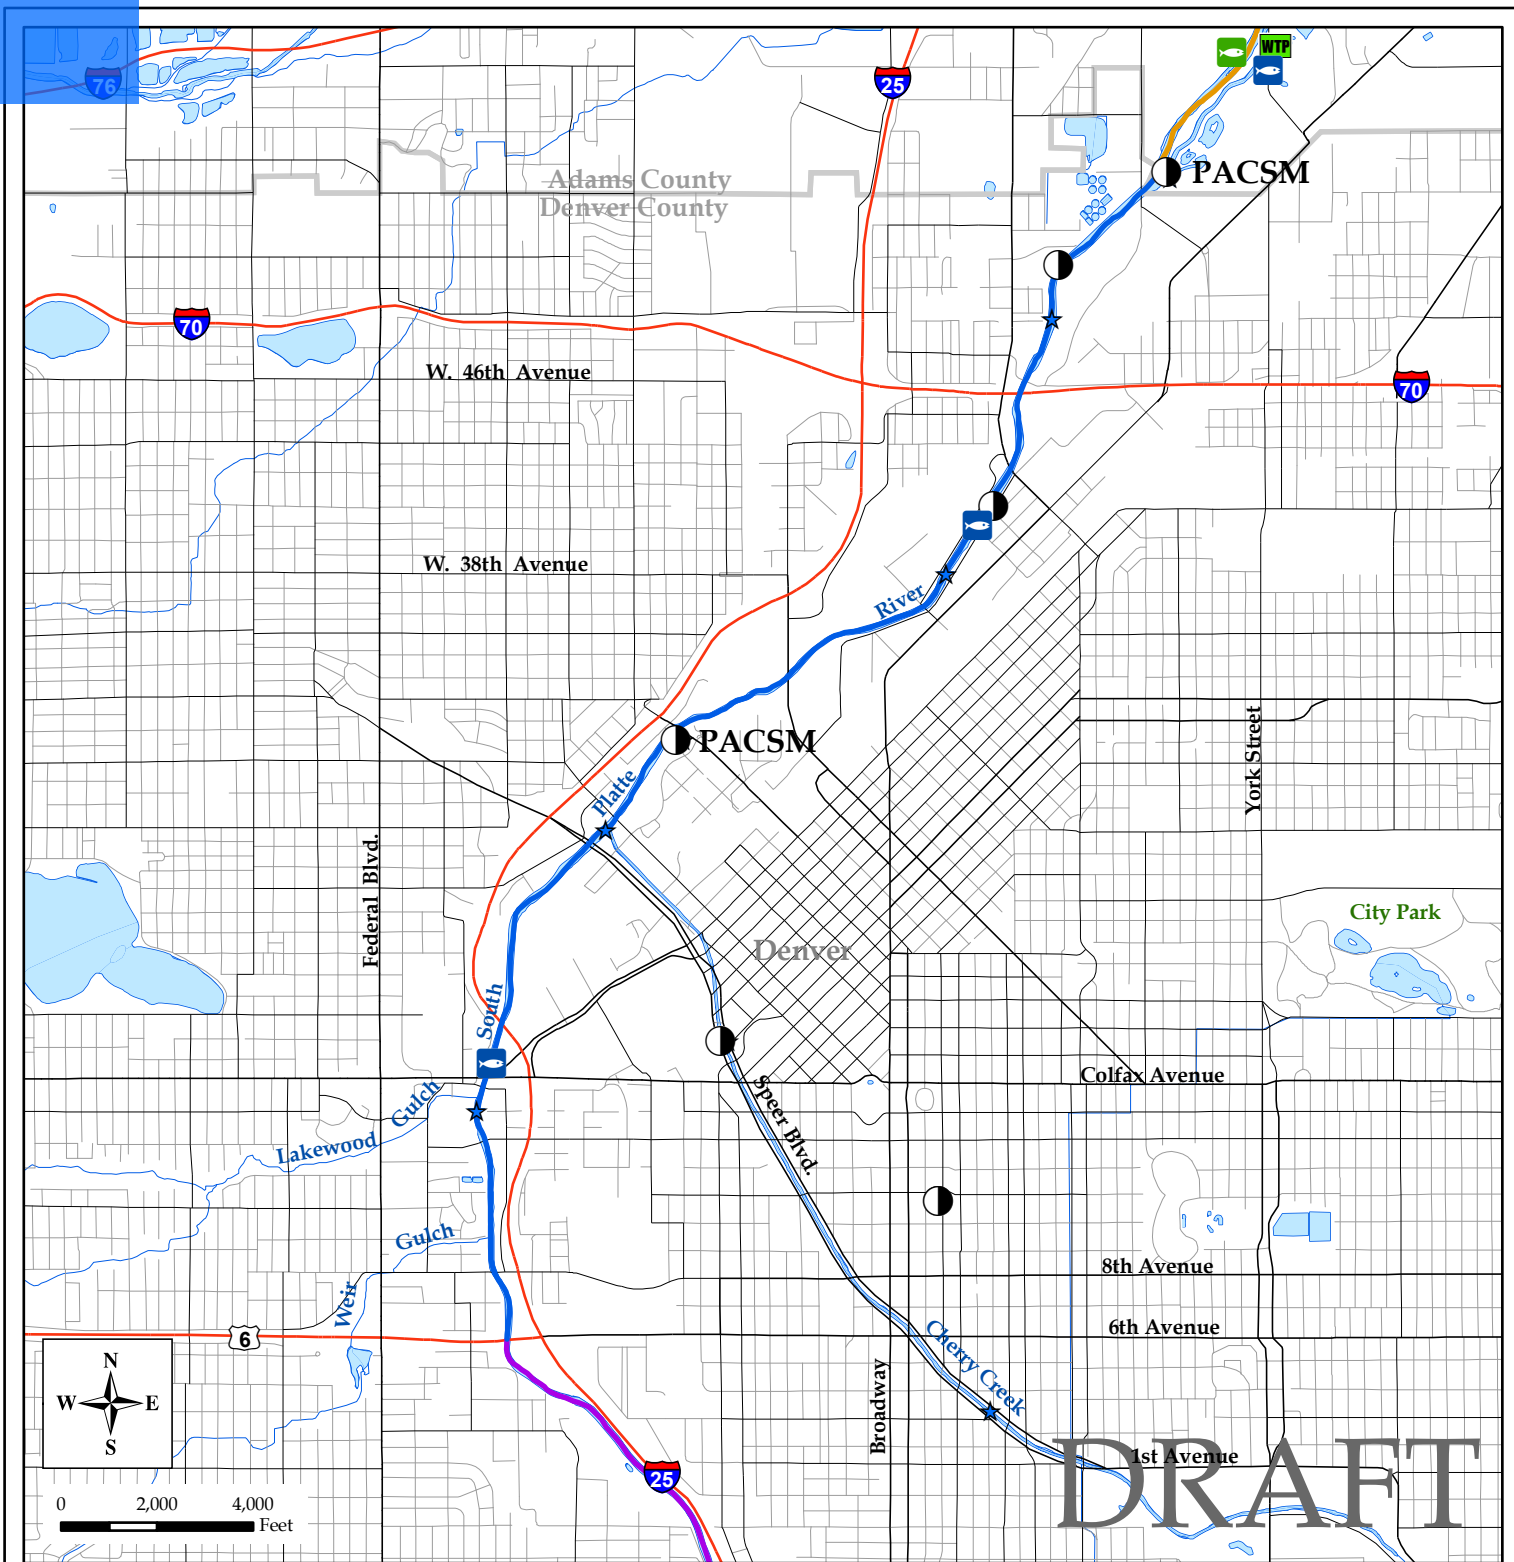 76
25
WTP
PACSM
Adams County
Denver County
70
W. 46th Avenue
70
W. 38th Avenue
River
York Street
PACSM
Platte
Federal Blvd.
City Park
Denver
South
Colfax Avenue
Gulch
Speer Blvd.
Lakewood
Gulch
8th Avenue
Weir
6th Avenue
6
Cherry Creek
N
W E
S
Broadway
1st Avenue
DRAFT
25
0 2,000 4,000
Feet